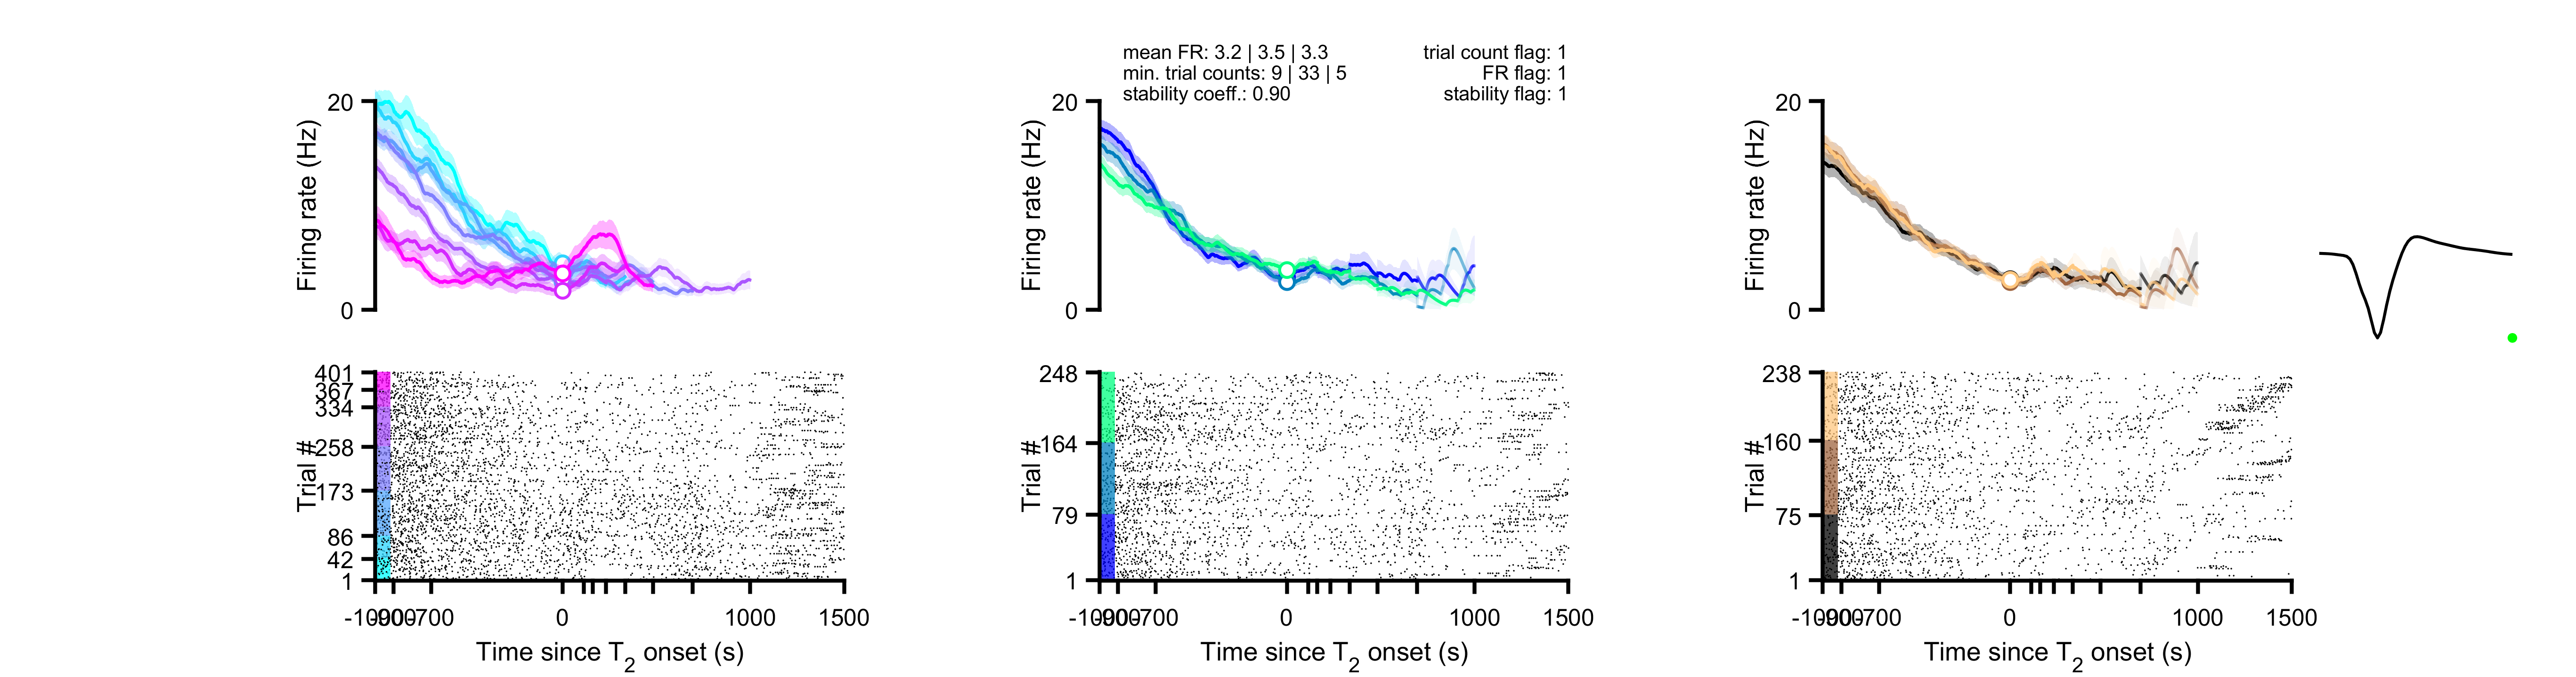 mean FR: 3.2 | 3.5 | 3.3
min. trial counts: 9 | 33 | 5
stability coeff.: 0.90
trial count flag: 1
FR flag: 1
stability flag: 1
20
0
Firing rate (Hz)
20
0
Firing rate (Hz)
20
0
Firing rate (Hz)
401
367
334
258
173
86
42
1
Trial #
0
1000
1500
Time since T2 onset (s)
248
164
79
1
Trial #
0
1000
1500
Time since T2 onset (s)
238
160
75
1
Trial #
0
1000
1500
Time since T2 onset (s)